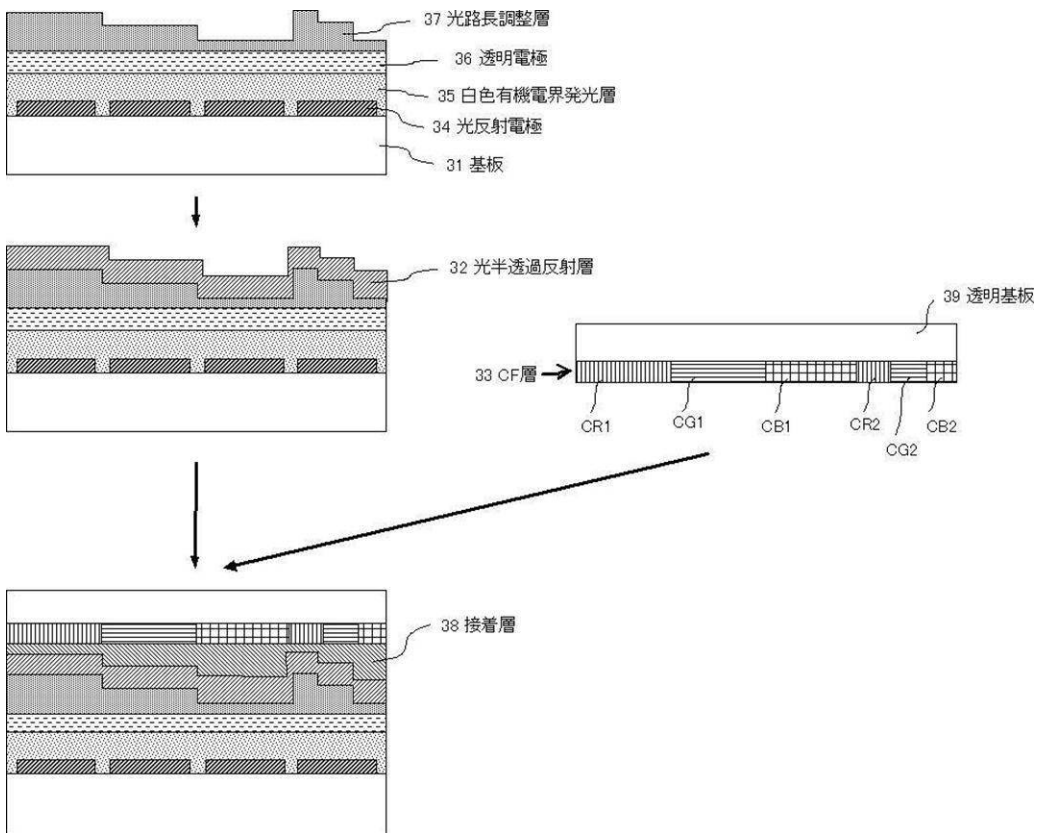 37 光路長調整層
36 透明電極
35 白色有機電界発光層
34 光反射電極
31 基板
32 光半透過反射層
39 透明基板
33 CF層
CR1
CG1
CB1
CR2
CG2
CB2
38 接着層